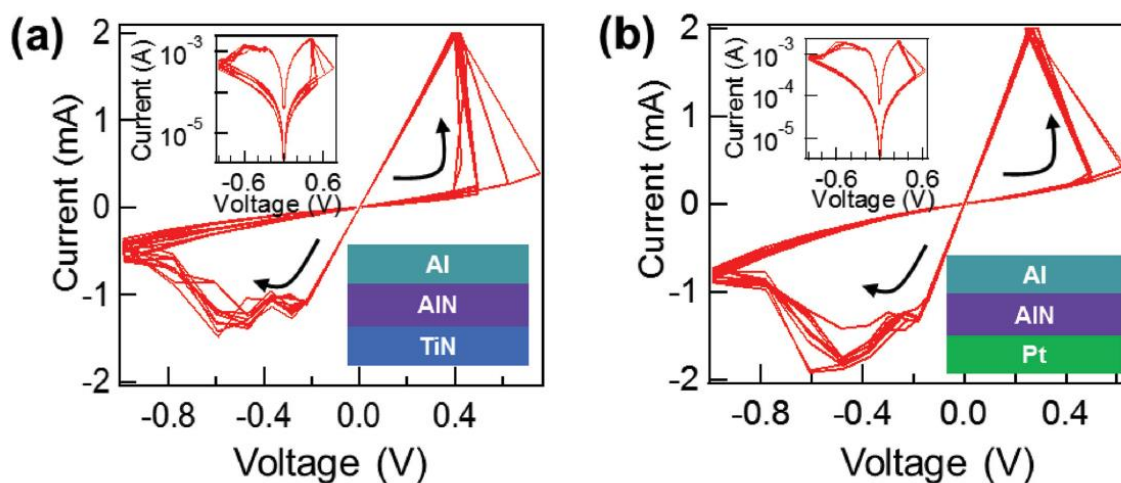 (a)
2
1
0
-1
-2
Current (mA)
-0.8
-0.4
0.0
0.4
Voltage (V)
10-3
10-5
Current (A)
-0.6
0.6
Voltage (V)
Al
AlN
TiN
(b)
2
1
0
-1
-2
Current (mA)
-0.8
-0.4
0.0
0.4
Voltage (V)
10-3
10-4
10-5
Current (A)
-0.6
0.6
Voltage (V)
Al
AlN
Pt